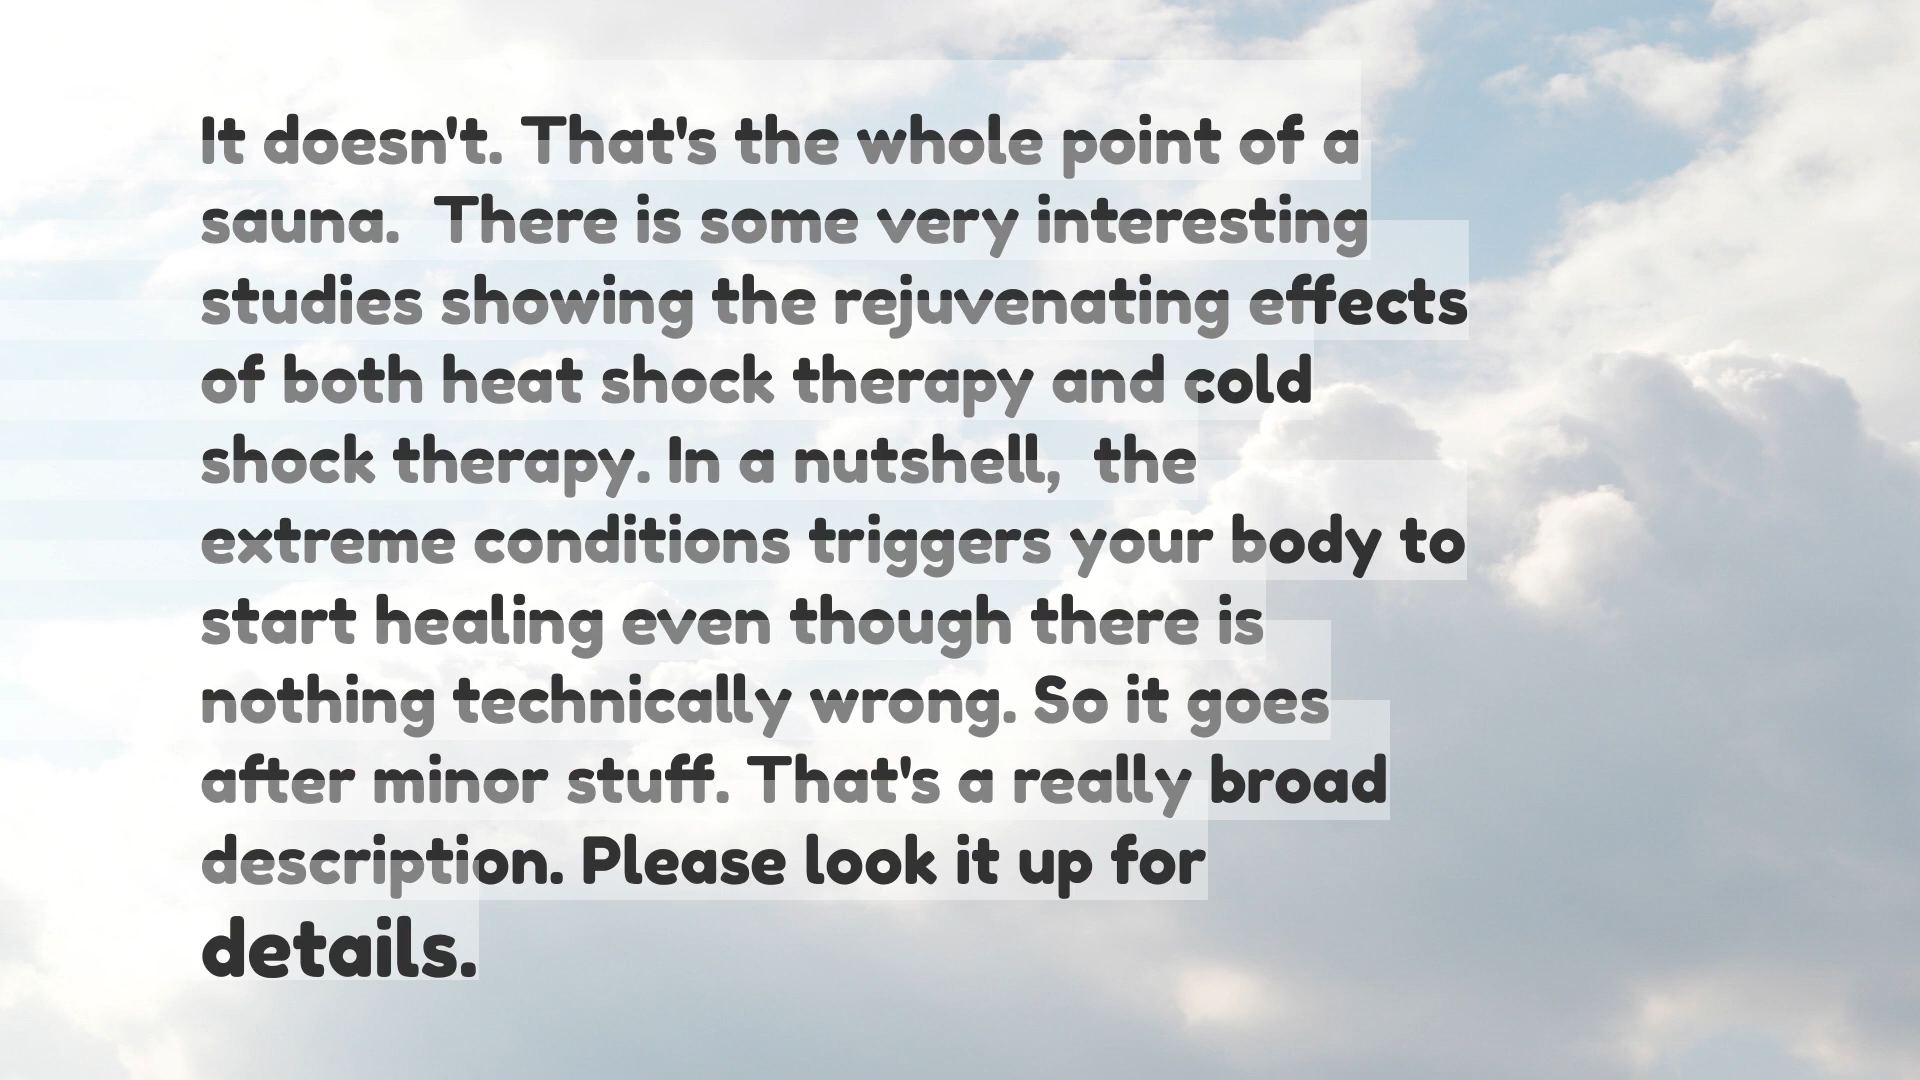 It doesn't. That's the whole point of a
sauna.  There is some very interesting
studies showing the rejuvenating effects
of both heat shock therapy and cold
shock therapy. In a nutshell,  the
extreme conditions triggers your body to
start healing even though there is
nothing technically wrong. So it goes
after minor stuff. That's a really broad
description. Please look it up for
details.